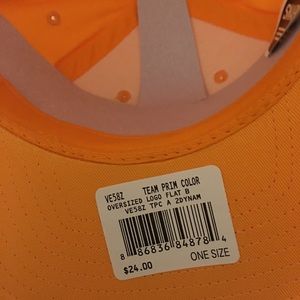 VE58Z TEAM PRIM COLOR
OVERSIZED LOGO FLAT B
VE58Z TPC A 2DYNAM
8 86836 84878 4
$24.00 ONE SIZE